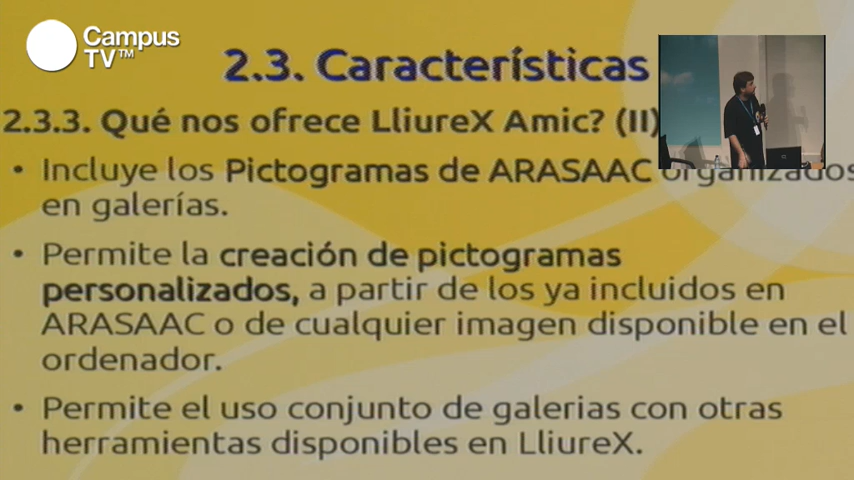 Campus
TV™
2.3. Características
2.3.3. Qué nos ofrece LliureX Amic? (II)
• Incluye los Pictogramas de ARASAAC organizados
en galerías.
• Permite la creación de pictogramas
personalizados, a partir de los ya incluidos en
ARASAAC o de cualquier imagen disponible en el
ordenador.
• Permite el uso conjunto de galerias con otras
herramientas disponibles en LliureX.